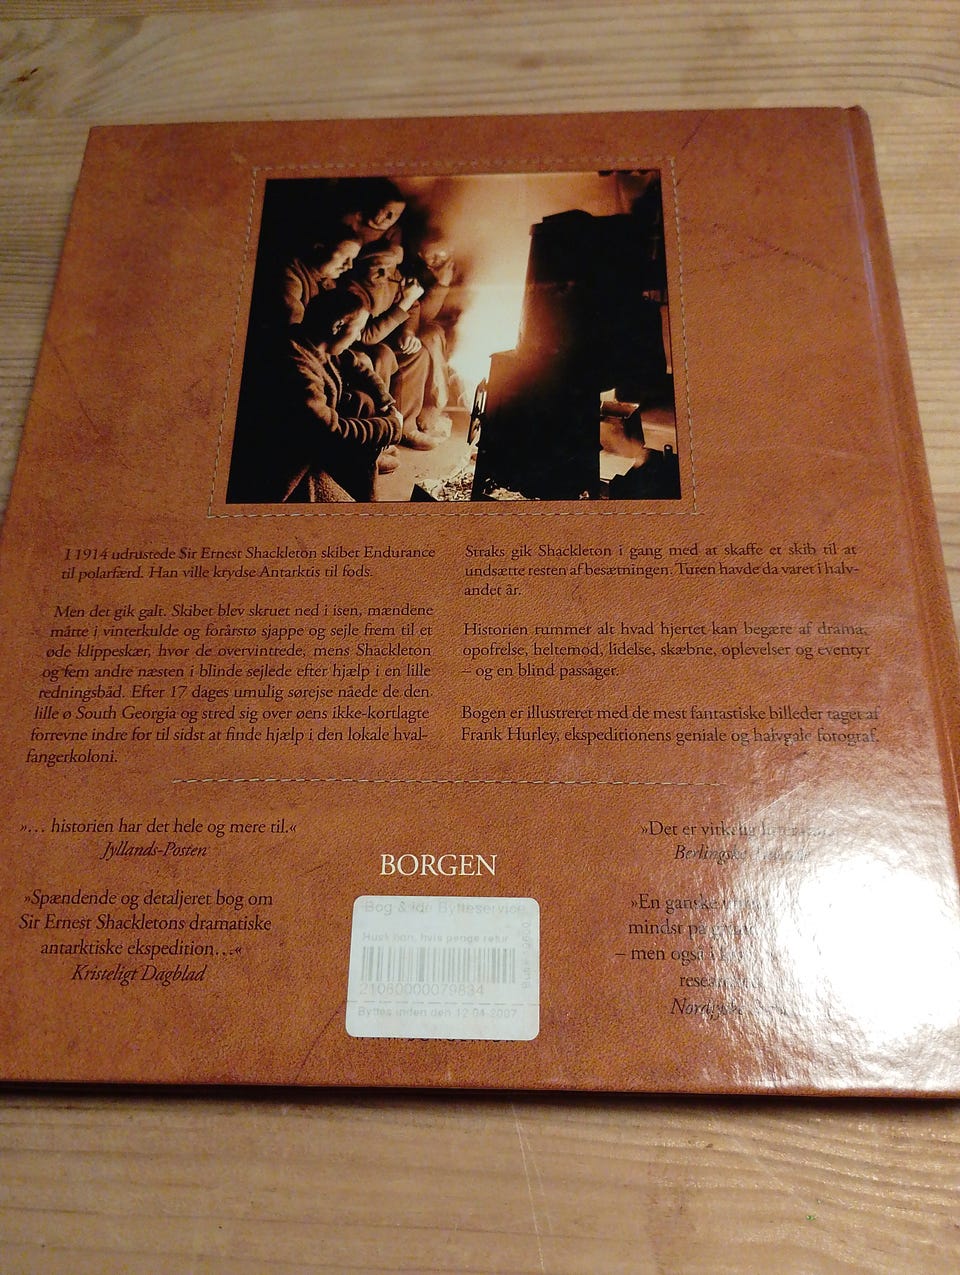 I 1914 udrustede Sir Ernest Shackleton skibet Endurance
til polarfærd. Han ville krydse Antarktis til fods.
Men det gik galt. Skibet blev skruet ned i isen, mændene
måtte i vinterkulde og forårstø sjappe og sejle frem til et
øde klippeskær, hvor de overvintrede, mens Shackleton
og fem andre næsten i blinde sejlede efter hjælp i en lille
redningsbåd. Efter 17 dages umulig sørejse nåede de den
lille ø South Georgia og stred sig over øens ikke-kortlagte
forrevne indre for til sidst at finde hjælp i den lokale hval-
fangerkoloni.
Straks gik Shackleton i gang med at skaffe et skib til at
undsætte resten af besætningen. Turen havde da varet i halv-
andet år.
Historien rummer alt hvad hjertet kan begære af drama,
opofrelse, heltemod, lidelse, skæbne, oplevelser og eventyr
– og en blind passager.
Bogen er illustreret med de mest fantastiske billeder taget af
Frank Hurley, ekspeditionens geniale og halvgale fotograf.
»… historien har det hele og mere til.«
Jyllands-Posten
»Spændende og detaljeret bog om
Sir Ernest Shackletons dramatiske
antarktiske ekspedition…«
Kristeligt Dagblad
BORGEN
Bog & Idé Bytteservice
Husk bon, hvis penge retur
21080000079834
Byttes inden den 12-04-2007
»Det er virkelig
Berlingske
»En ganske
mindst på
– men også i